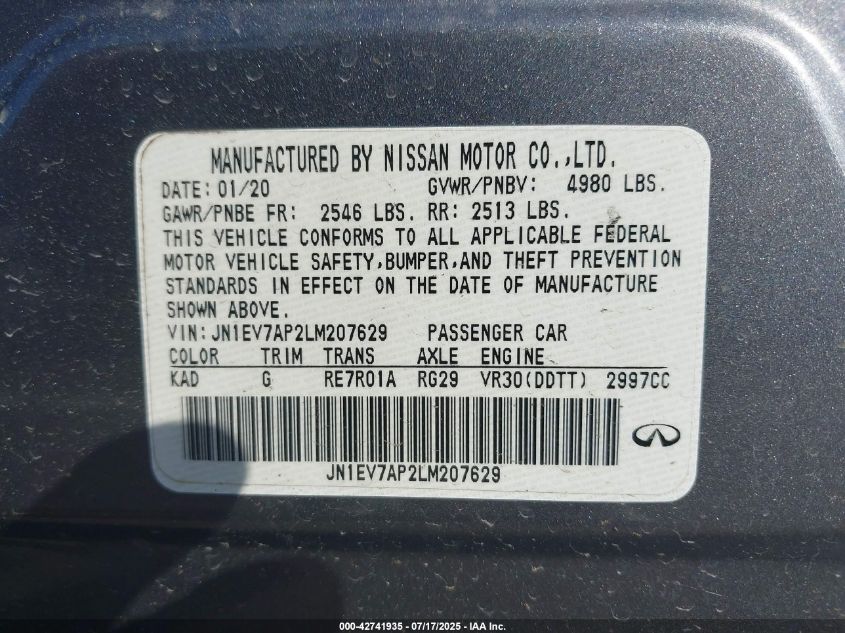 MANUFACTURED BY NISSAN MOTOR CO.,LTD.
DATE: 01/20 GVWR/PNBV: 4980 LBS.
GAWR/PNBE FR: 2546 LBS. RR: 2513 LBS.
THIS VEHICLE CONFORMS TO ALL APPLICABLE FEDERAL
MOTOR VEHICLE SAFETY,BUMPER,AND THEFT PREVENTION
STANDARDS IN EFFECT ON THE DATE OF MANUFACTURE
SHOWN ABOVE.
VIN:JN1EV7AP2LM207629 PASSENGER CAR
COLOR TRIM TRANS AXLE ENGINE
KAD G RE7R01A RG29 VR30(DDTT) 2997CC
JN1EV7AP2LM207629
000-42741935 - 07/17/2025 - IAA Inc.